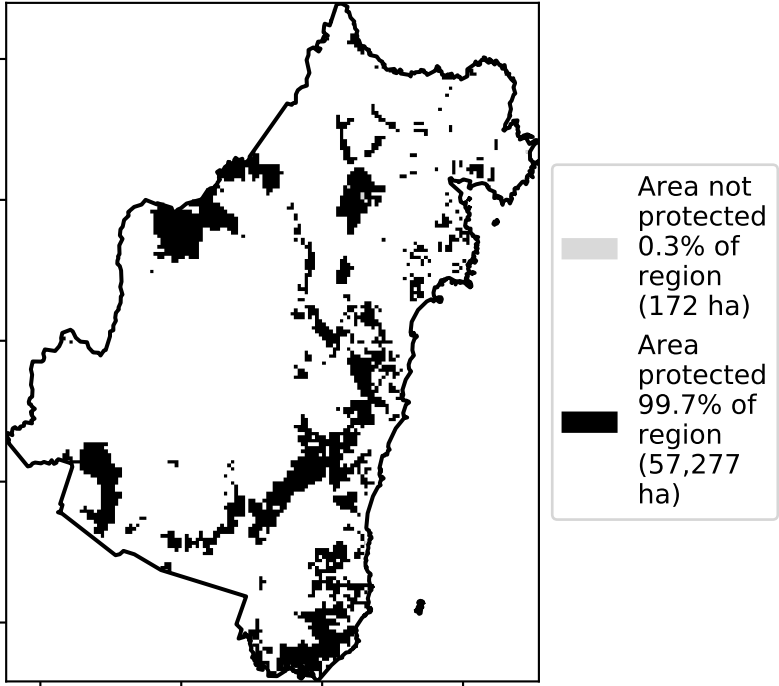 Area not
protected
0.3% of
region
(172 ha)
Area
protected
99.7% of
region
(57,277
ha)